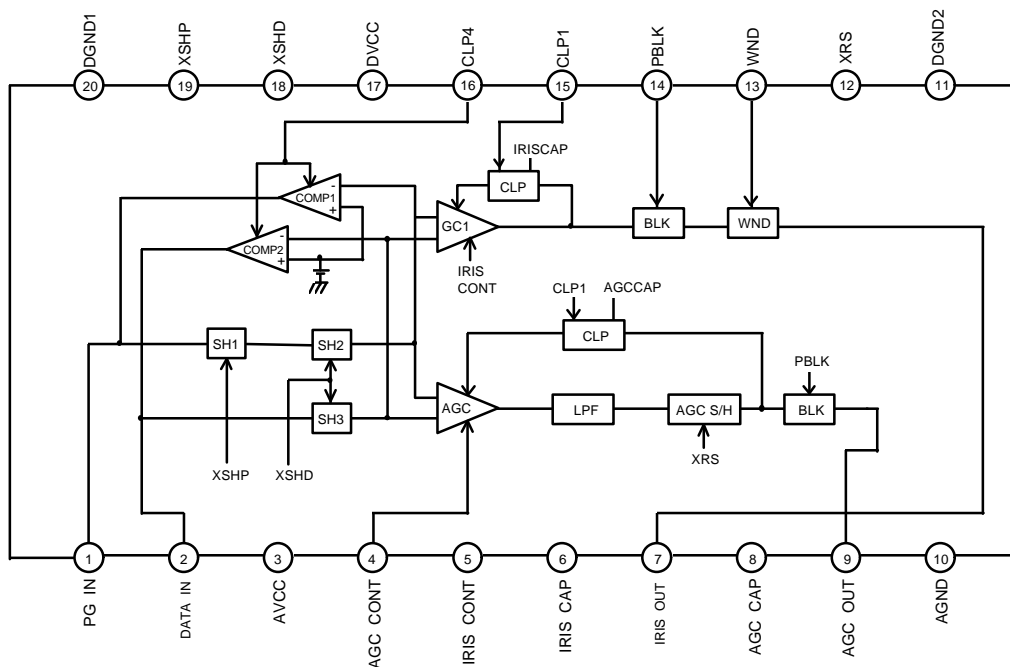 DGND1
XSHP
XSHD
DVCC
CLP4
CLP1
PBLK
WND
XRS
DGND2
20
19
18
17
16
15
14
13
12
11
IRISCAP
CLP
COMP1
-
+
GC1
BLK
WND
COMP2
-
+
IRIS
CONT
CLP1
AGCCAP
CLP
SH1
SH2
PBLK
AGC
LPF
AGC S/H
BLK
SH3
XSHP
XSHD
XRS
1
2
3
4
5
6
7
8
9
10
PG IN
DATA IN
AVCC
AGC CONT
IRIS CONT
IRIS CAP
IRIS OUT
AGC CAP
AGC OUT
AGND